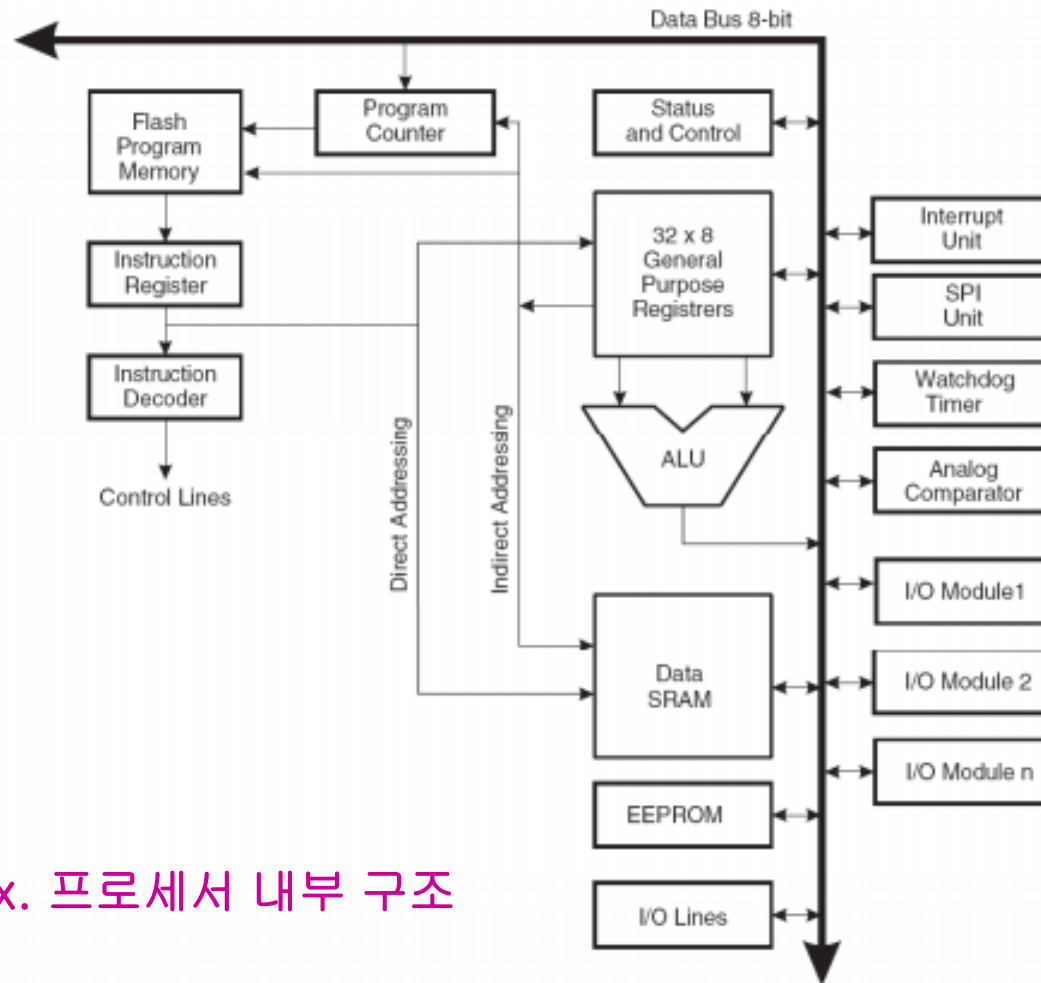 Data Bus 8-bit
Flash
Program
Memory
Program
Counter
Status
and Control
Instruction
Register
32 x 8
General
Purpose
Registrers
Interrupt
Unit
SPI
Unit
Instruction
Decoder
Watchdog
Timer
Control Lines
Direct Addressing
Indirect Addressing
ALU
Analog
Comparator
I/O Module1
Data
SRAM
I/O Module 2
I/O Module n
EEPROM
x. 프로세서 내부 구조
I/O Lines